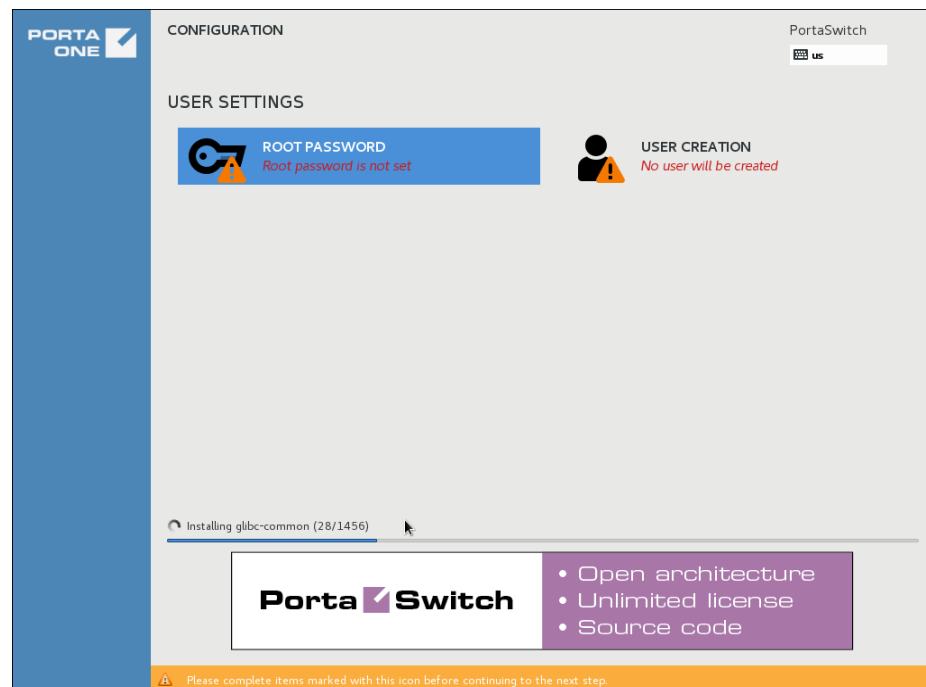 PORTA
ONE
CONFIGURATION
PortaSwitch
us
USER SETTINGS
ROOT PASSWORD
Root password is not set
USER CREATION
No user will be created
Installing glibc-common (28/1456)
Porta Switch
• Open architecture
• Unlimited license
• Source code
Please complete items marked with this icon before continuing to the next step.